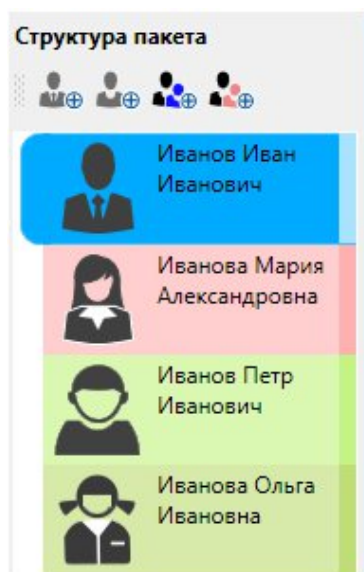 Структура пакета
Иванов Иван
Иванович
Иванова Мария
Александровна
Иванов Петр
Иванович
Иванова Ольга
Ивановна